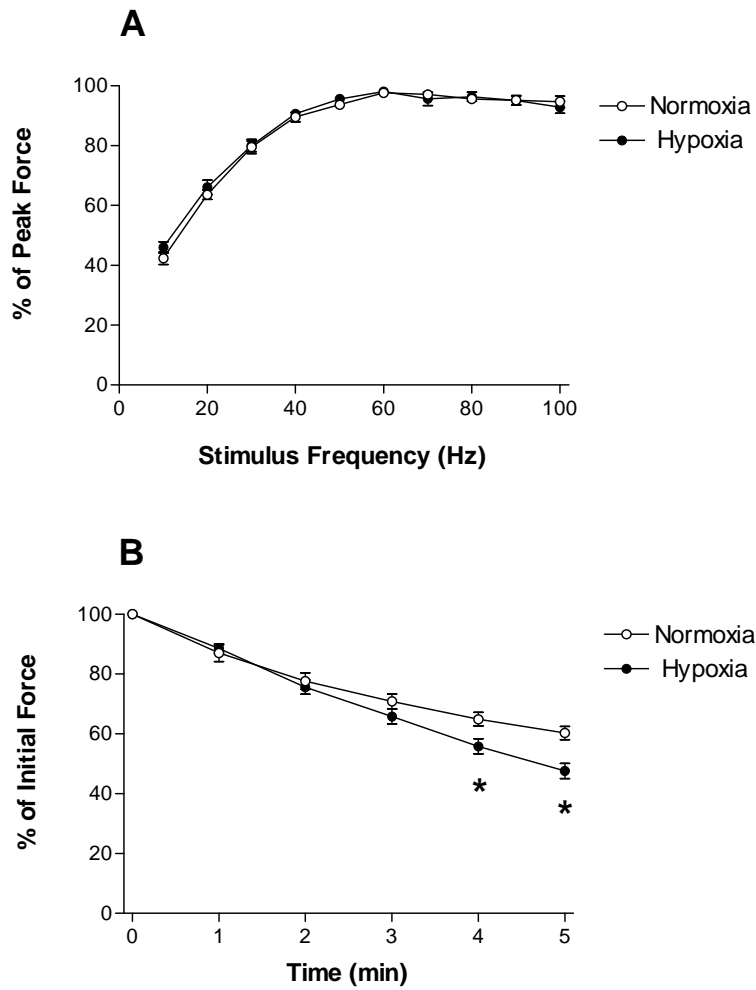 A
% of Peak Force
100
80
60
40
20
0
0 20 40 60 80 100
Stimulus Frequency (Hz)
Normoxia
Hypoxia
B
% of Initial Force
100
80
60
40
20
0
0 1 2 3 4 5
Time (min)
Normoxia
Hypoxia
*
*